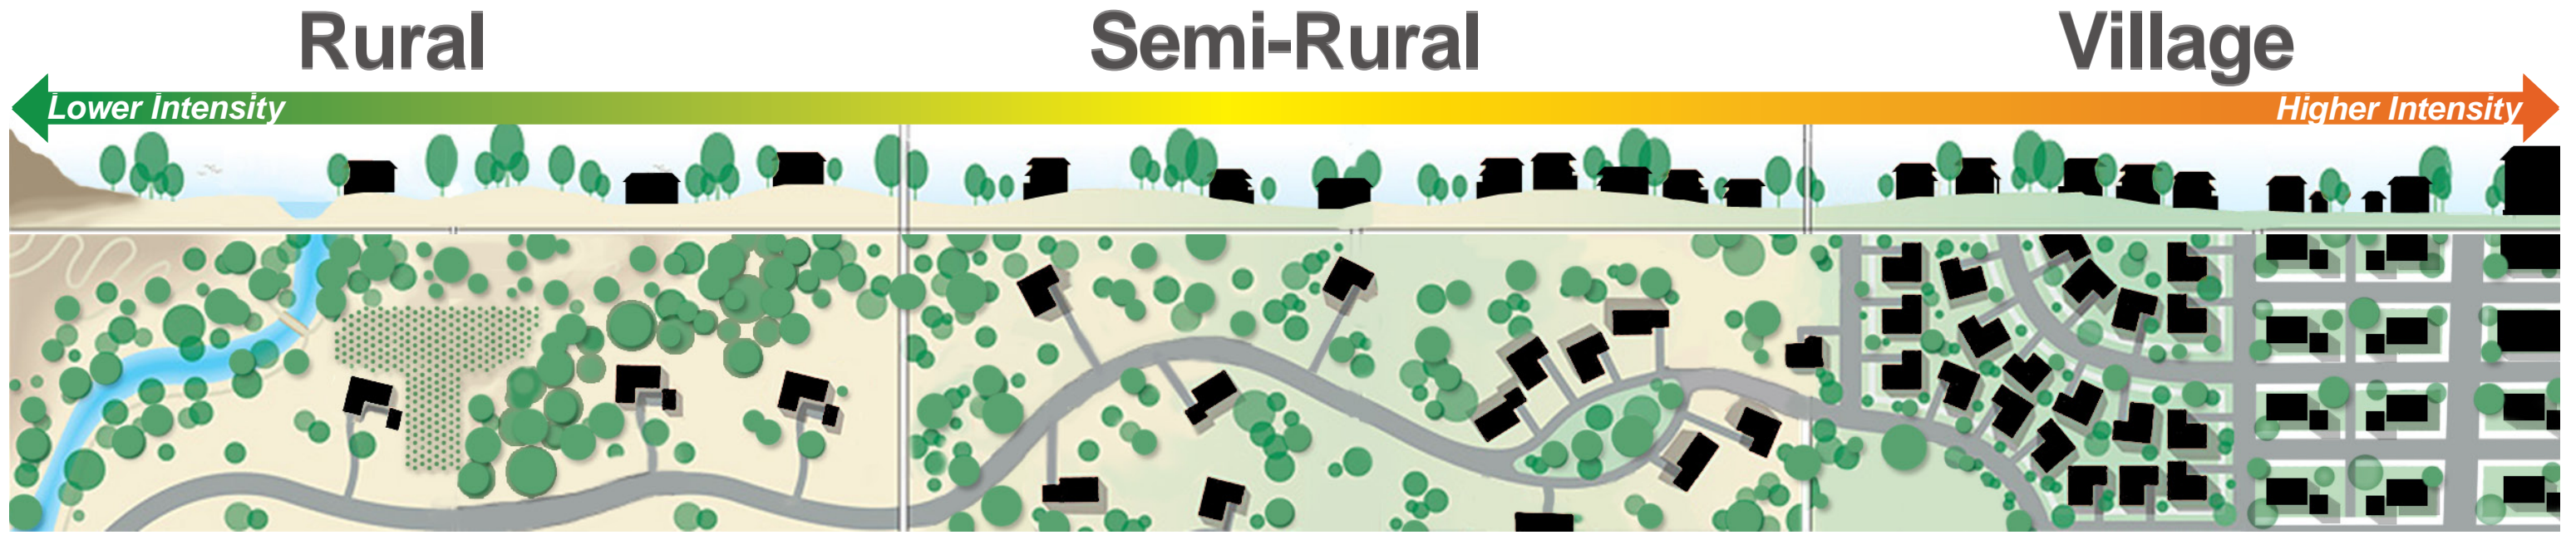 Rural
Semi-Rural
Village
Lower Intensity
Higher Intensity